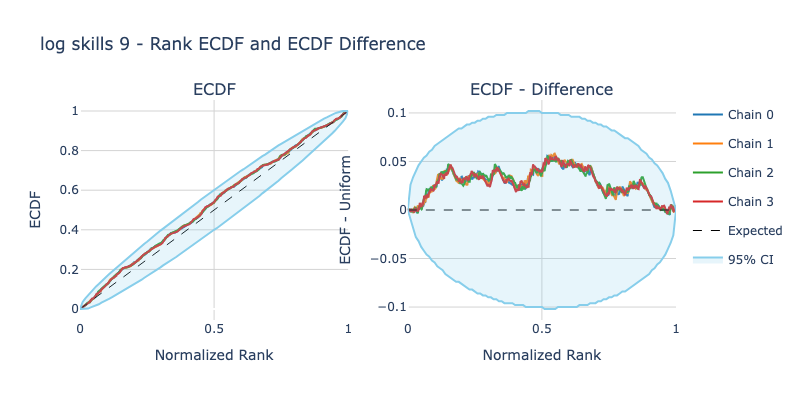 log skills 9 - Rank ECDF and ECDF Difference
ECDF
ECDF - Difference
ECDF
1
0.8
0.6
0.4
0.2
0
0
0.5
1
Normalized Rank
ECDF - Uniform
0.1
0.05
0
−0.05
−0.1
0
0.5
1
Normalized Rank
Chain 0
Chain 1
Chain 2
Chain 3
Expected
95% CI